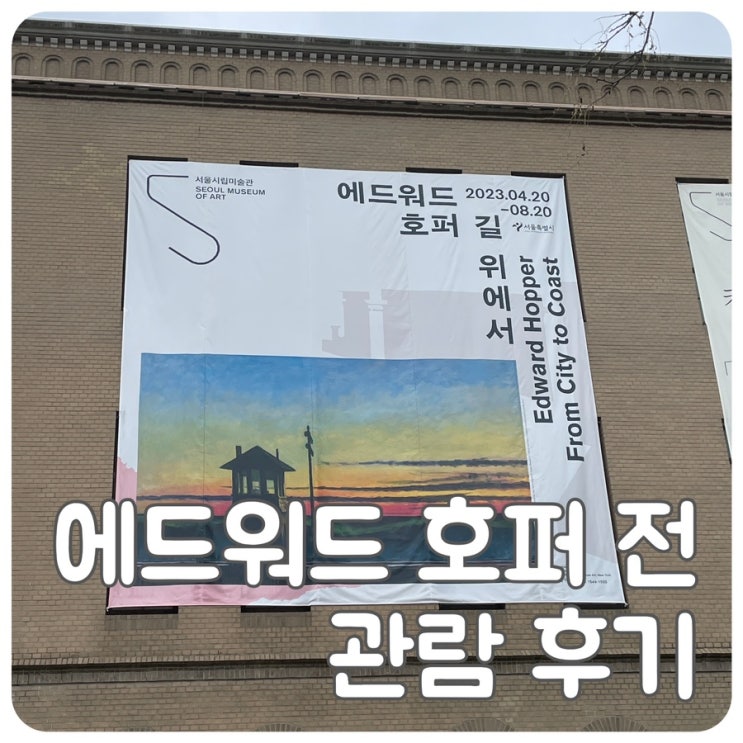 서울시립미술관
SEOUL MUSEUM
OF ART
에드워드
호퍼 길
위에서
2023.04.20
-08.20
서울특별시
Edward Hopper
From City to Coast
에드워드 호퍼 전
관람 후기